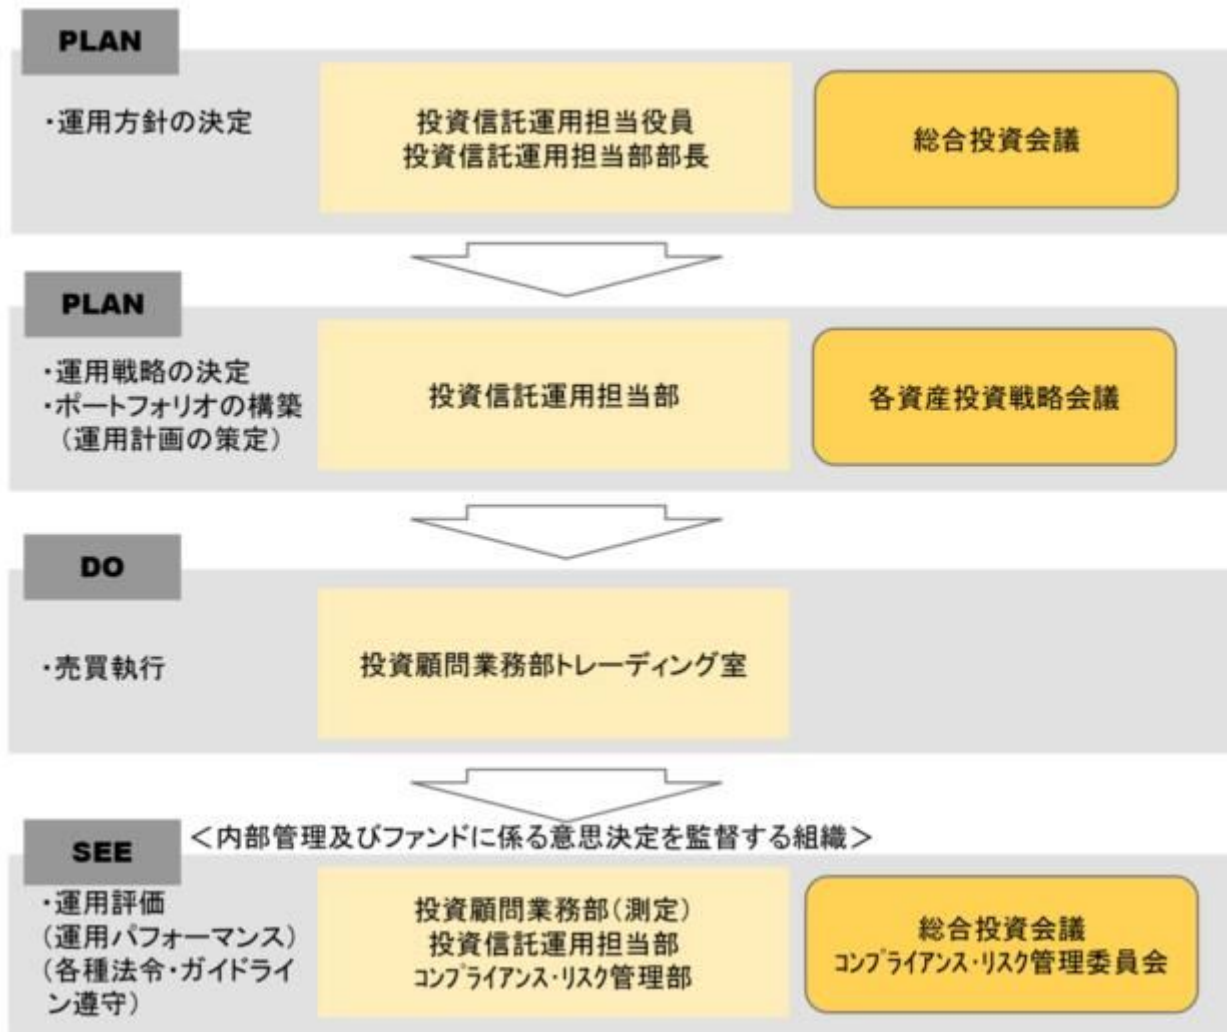 PLAN
・運用方針の決定
投資信託運用担当役員
投資信託運用担当部部長
総合投資会議
PLAN
・運用戦略の決定
・ポートフォリオの構築
（運用計画の策定）
投資信託運用担当部
各資産投資戦略会議
DO
・売買執行
投資顧問業務部トレーディング室
SEE
＜内部管理及びファンドに係る意思決定を監督する組織＞
・運用評価
（運用パフォーマンス）
（各種法令・ガイドライ
ン遵守）
投資顧問業務部（測定）
投資信託運用担当部
ｺﾝﾌﾟﾗｲｱﾝｽ・ﾘｽｸ管理部
総合投資会議
ｺﾝﾌﾟﾗｲｱﾝｽ・ﾘｽｸ管理委員会